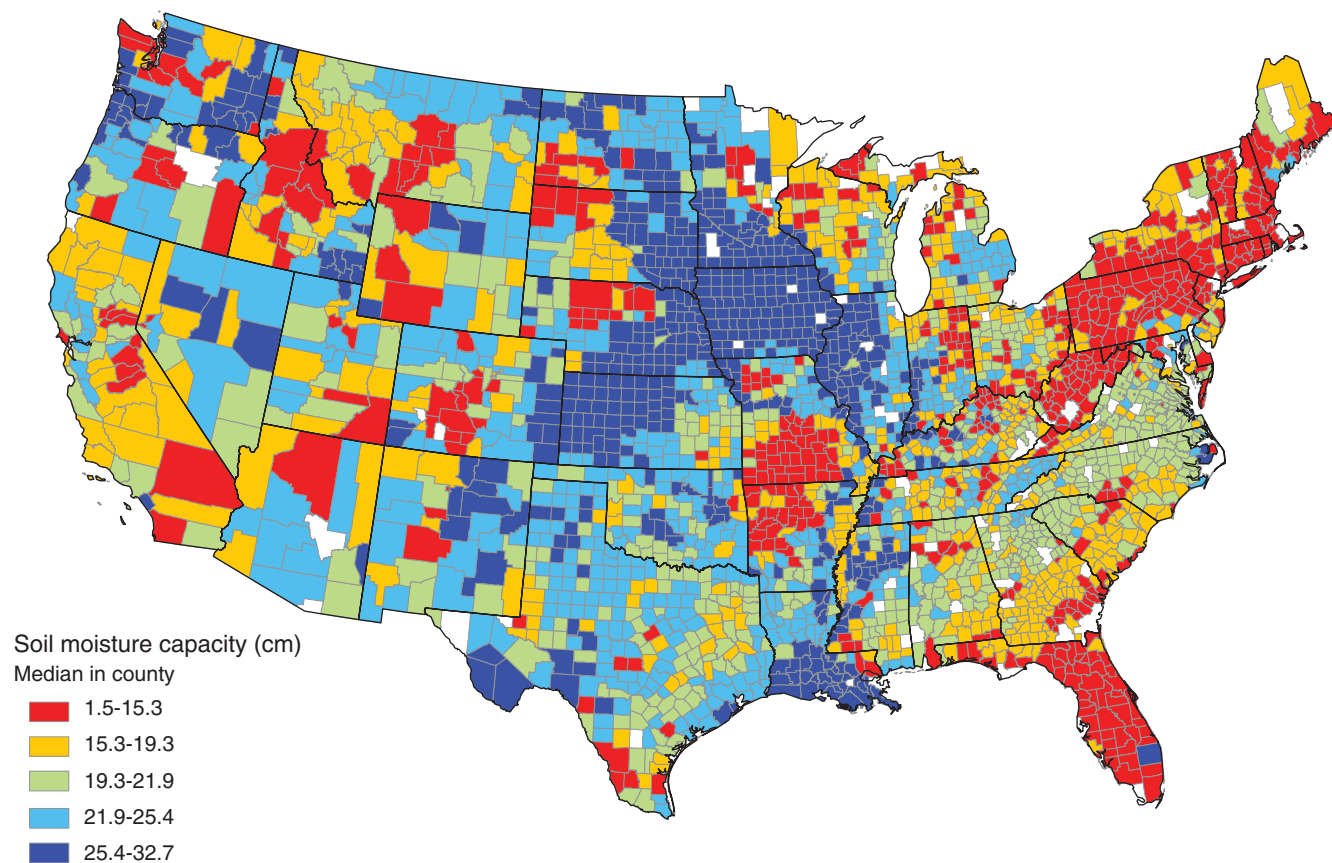 Soil moisture capacity (cm)
Median in county
1.5-15.3
15.3-19.3
19.3-21.9
21.9-25.4
25.4-32.7